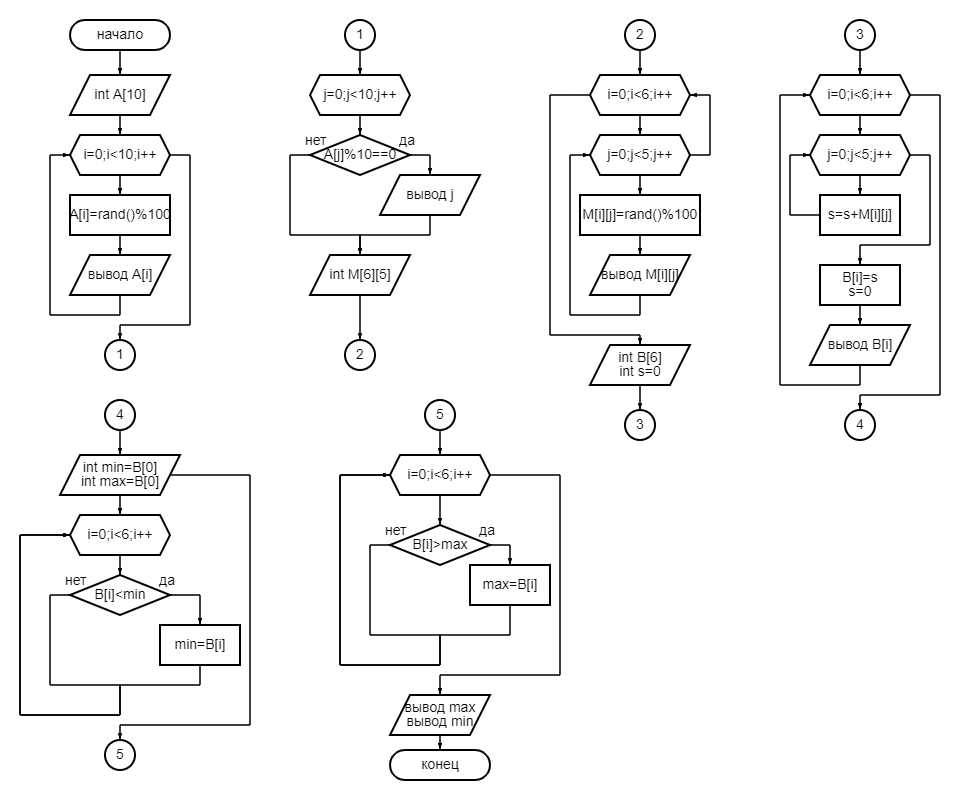 начало
int A[10]
i=0;i<10;i++
A[i]=rand()%100
вывод A[i]
1
1
j=0;j<10;j++
нет
да
A[j]%10==0
вывод j
int M[6][5]
2
2
i=0;i<6;i++
j=0;j<5;j++
M[i][j]=rand()%100
вывод M[i][j]
int B[6]
int s=0
3
3
i=0;i<6;i++
j=0;j<5;j++
s=s+M[i][j]
B[i]=s
s=0
вывод B[i]
4
4
int min=B[0]
int max=B[0]
i=0;i<6;i++
нет
да
B[i]<min
min=B[i]
5
5
i=0;i<6;i++
нет
да
B[i]>max
max=B[i]
вывод max
вывод min
конец